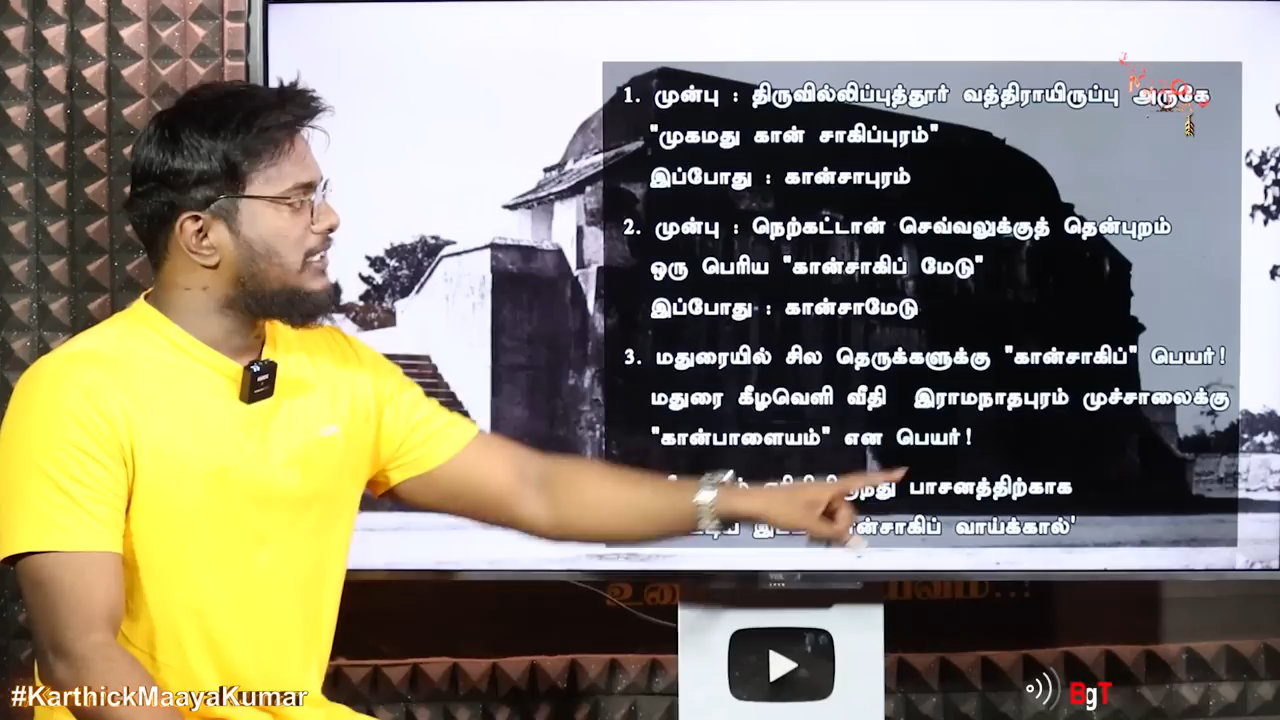 1. முன்பு : திருவில்லிப்புத்தூர் வத்திராயிருப்பு அருகே
"முகமது கான் சாகிப்புரம்"
இப்போது : கான்சாபுரம்
2. முன்பு : நெற்கட்டான் செவ்வலுக்குத் தென்புறம்
ஒரு பெரிய "கான்சாகிப் மேடு"
இப்போது : கான்சாமேடு
3. மதுரையில் சில தெருக்களுக்கு "கான்சாகிப்" பெயர்!
மதுரை கீழவெளி வீதி இராமநாதபுரம் முச்சாலைக்கு
"கான்பாளையம்" என பெயர்!
பாசனத்திற்காக
வாய்க்கால்'
#KarthickMaayaKumar
BgT